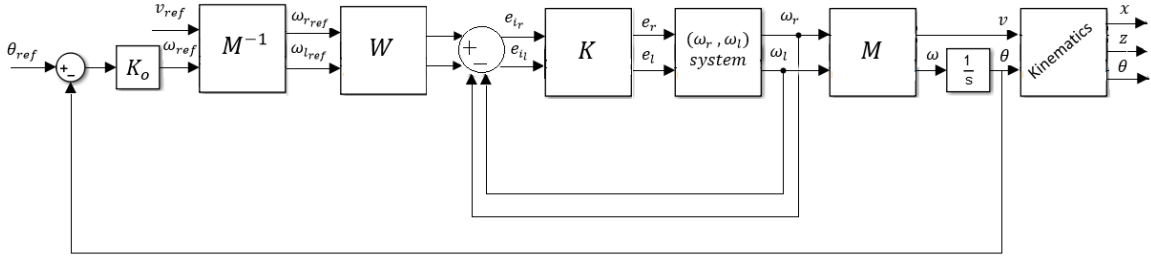 θ_ref
+
−
K_o
v_ref
ω_ref
M⁻¹
ω_r_ref
ω_l_ref
W
+
−
e_i_r
e_i_l
K
e_r
e_l
(ω_r , ω_l)
system
ω_r
ω_l
M
v
ω
1/s
θ
Kinematics
x
z
θ